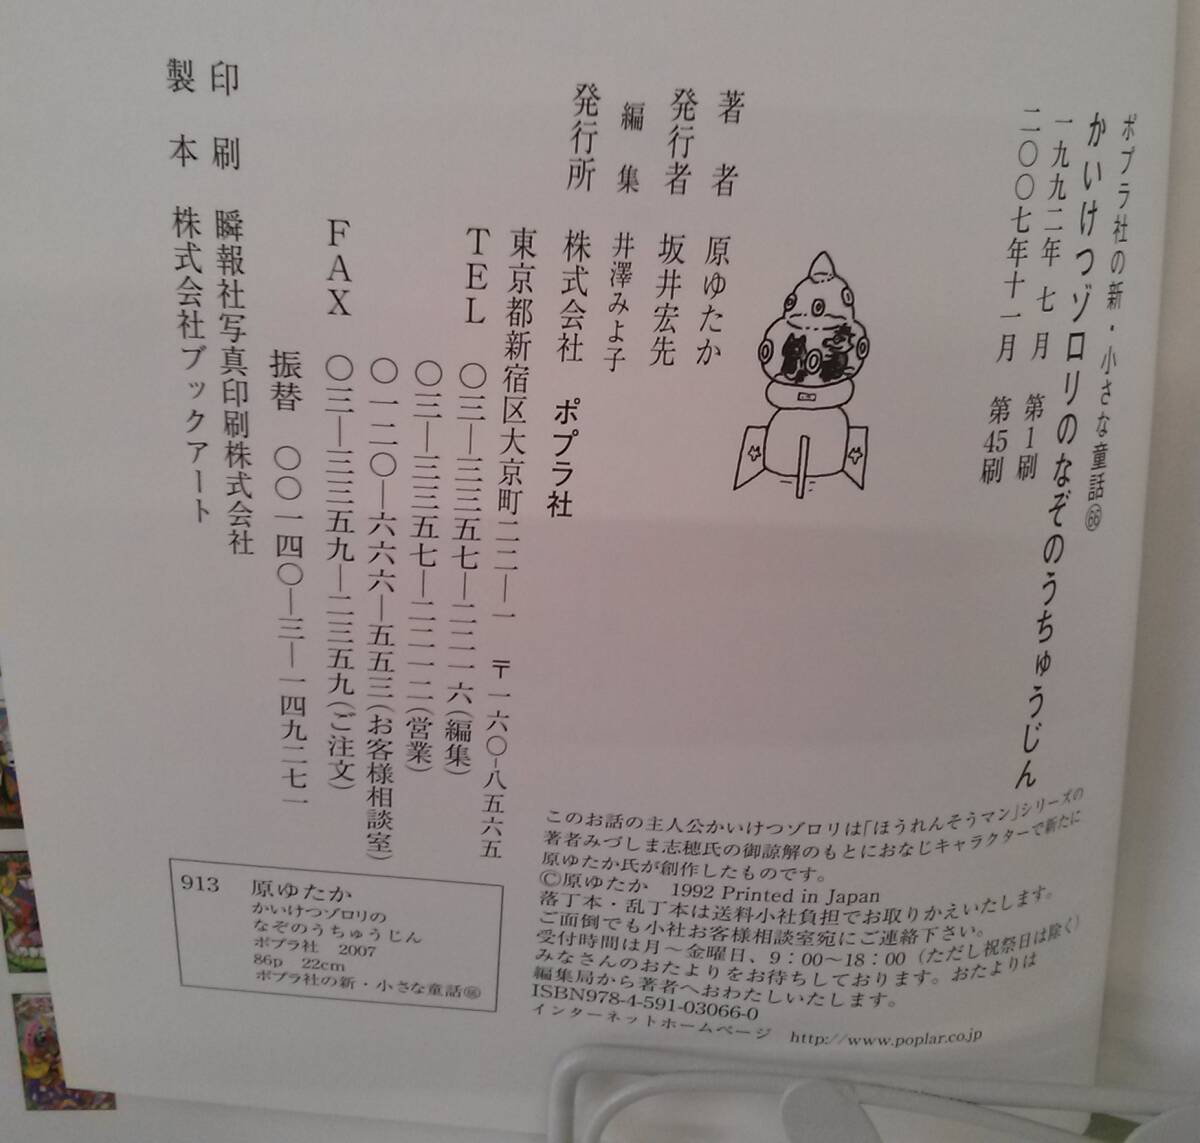 ポプラ社の新・小さな童話66
かいけつゾロリのなぞのうちゅうじん
一九九二年 七月 第1刷
二〇〇七年十一月 第45刷
著者 原ゆたか
発行者 坂井宏先
編集 井澤みよ子
発行所 株式会社 ポプラ社
東京都新宿区大京町二二―一 〒一六〇-八五六五
TEL 〇三―三三五七―二二一六(編集)
〇三―三三五七―二二一二(営業)
〇一二〇―六六六―五五三(お客様相談室)
FAX 〇三―三三五九―二三五九(ご注文)
振替 〇〇一四〇―三―一四九二七一
印刷 瞬報社写真印刷株式会社
製本 株式会社ブックアート
このお話の主人公かいけつゾロリは「ほうれんそうマン」シリーズの
著者みづしま志穂氏の御諒解のもとにおなじキャラクターで新たに
原ゆたか氏が創作したものです。
©原ゆたか 1992 Printed in Japan
落丁本・乱丁本は送料小社負担でお取りかえいたします。
ご面倒でも小社お客様相談室宛にご連絡下さい。
受付時間は月〜金曜日、9:00〜18:00(ただし祝祭日は除く)
みなさんのおたよりをお待ちしております。おたよりは
編集局から著者へおわたしいたします。
ISBN978-4-591-03066-0
インターネットホームページ http://www.poplar.co.jp
913 原ゆたか
かいけつゾロリの
なぞのうちゅうじん
ポプラ社 2007
86p 22cm
ポプラ社の新・小さな童話66